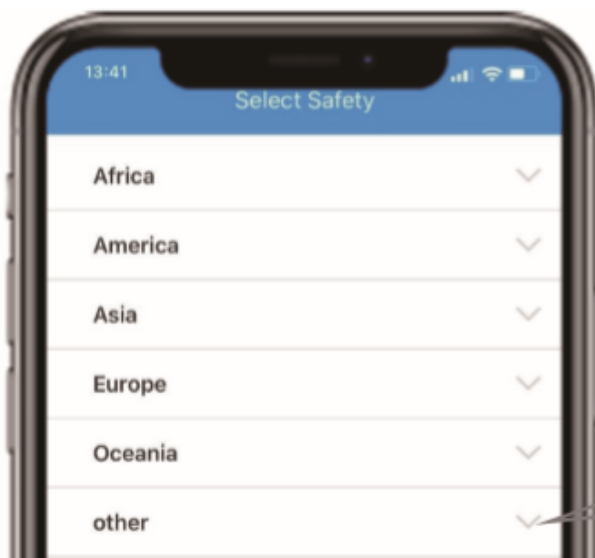 13:41
Select Safety
Africa
America
Asia
Europe
Oceania
other